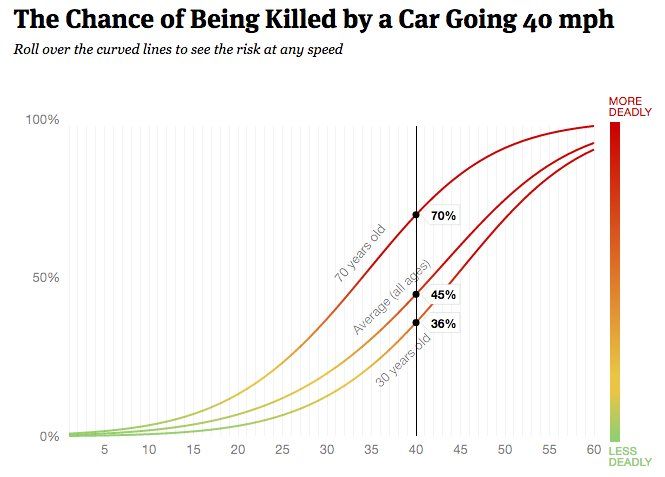 The Chance of Being Killed by a Car Going 40 mph
Roll over the curved lines to see the risk at any speed
MORE
DEADLY
100%
70%
70 years old
50%
Average (all ages)
45%
36%
30 years old
0%
5 10 15 20 25 30 35 40 45 50 55 60
LESS
DEADLY